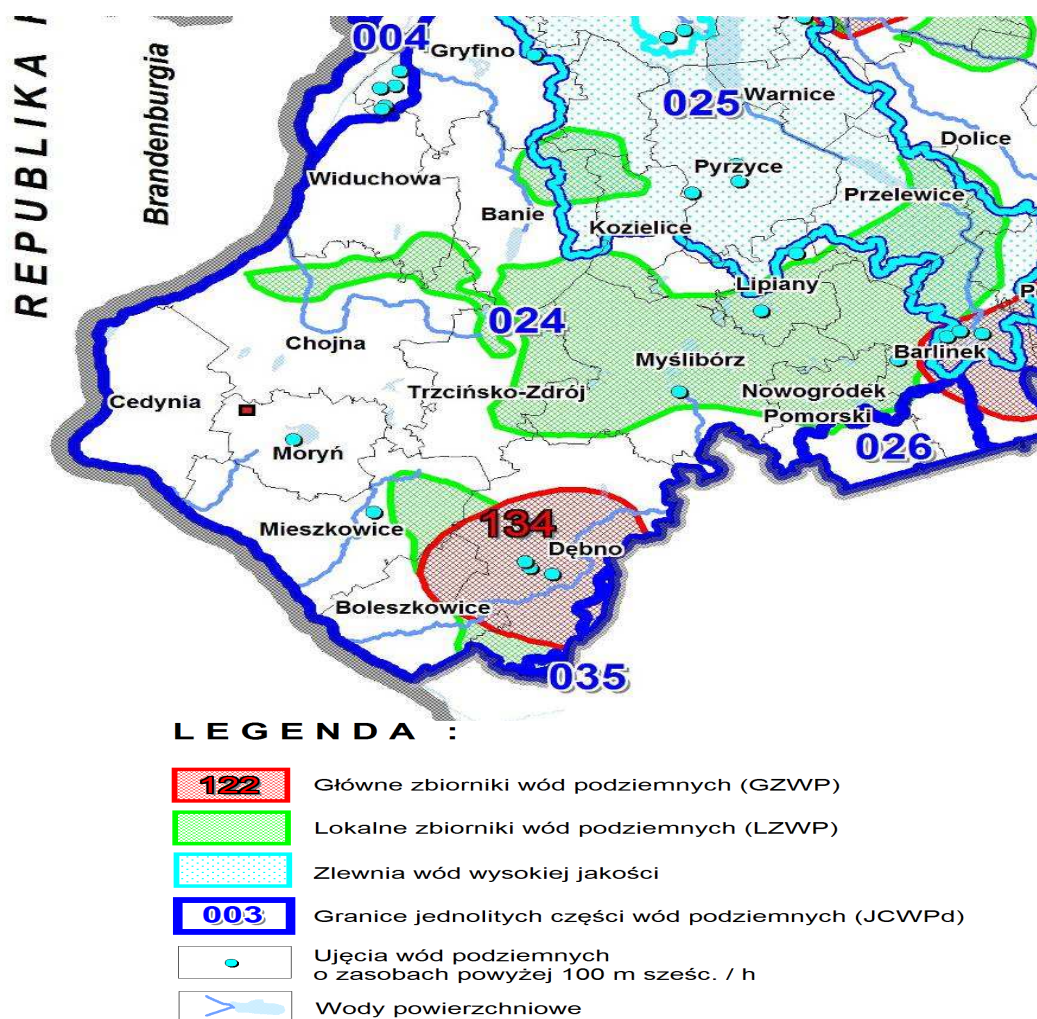 REPUBLIKA
Brandenburgia
004
Gryfino
025
Warnice
Dolice
Pyrzyce
Widuchowa
Przelewice
Banie
Kozielice
Lipiany
024
Chojna
Myślibórz
Barlinek
Trzcińsko-Zdrój
Nowogródek
Pomorski
Cedynia
026
Moryń
134
Mieszkowice
Dębno
Boleszkowice
035
LEGENDA :
122 Główne zbiorniki wód podziemnych (GZWP)
Lokalne zbiorniki wód podziemnych (LZWP)
Zlewnia wód wysokiej jakości
003 Granice jednolitych części wód podziemnych (JCWPd)
Ujęcia wód podziemnych
o zasobach powyżej 100 m sześc. / h
Wody powierzchniowe